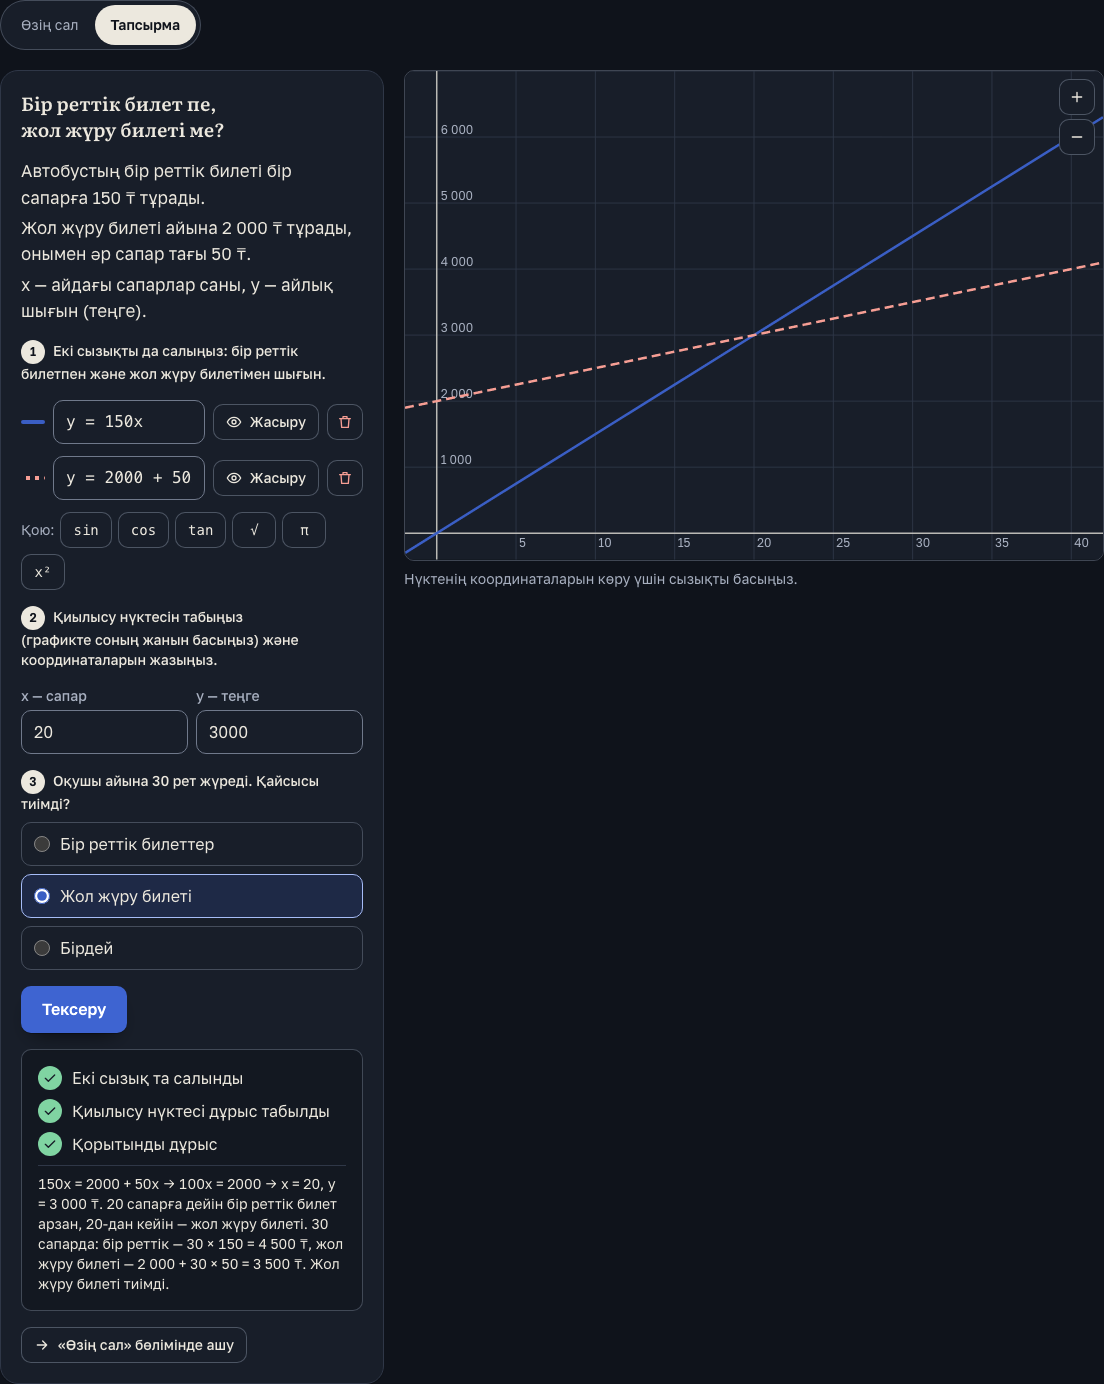 Өзің сал
Тапсырма
Бір реттік билет пе,
жол жүру билеті ме?
Автобустың бір реттік билеті бір
сапарға 150 ₸ тұрады.
Жол жүру билеті айына 2 000 ₸ тұрады,
онымен әр сапар тағы 50 ₸.
x — айдағы сапарлар саны, y — айлық
шығын (теңге).
1 Екі сызықты да салыңыз: бір реттік
билетпен және жол жүру билетімен шығын.
y = 150x
Жасыру
y = 2000 + 50
Жасыру
Қою: sin cos tan √ π
x²
2 Қиылысу нүктесін табыңыз
(графикте соның жанын басыңыз) және
координаталарын жазыңыз.
x — сапар
y — теңге
20
3000
3 Оқушы айына 30 рет жүреді. Қайсысы
тиімді?
Бір реттік билеттер
Жол жүру билеті
Бірдей
Тексеру
Екі сызық та салынды
Қиылысу нүктесі дұрыс табылды
Қорытынды дұрыс
150x = 2000 + 50x → 100x = 2000 → x = 20, y
= 3 000 ₸. 20 сапарға дейін бір реттік билет
арзан, 20-дан кейін — жол жүру билеті. 30
сапарда: бір реттік — 30 × 150 = 4 500 ₸, жол
жүру билеті — 2 000 + 30 × 50 = 3 500 ₸. Жол
жүру билеті тиімді.
→ «Өзің сал» бөлімінде ашу
+
−
6 000
5 000
4 000
3 000
2 000
1 000
5 10 15 20 25 30 35 40
Нүктенің координаталарын көру үшін сызықты басыңыз.